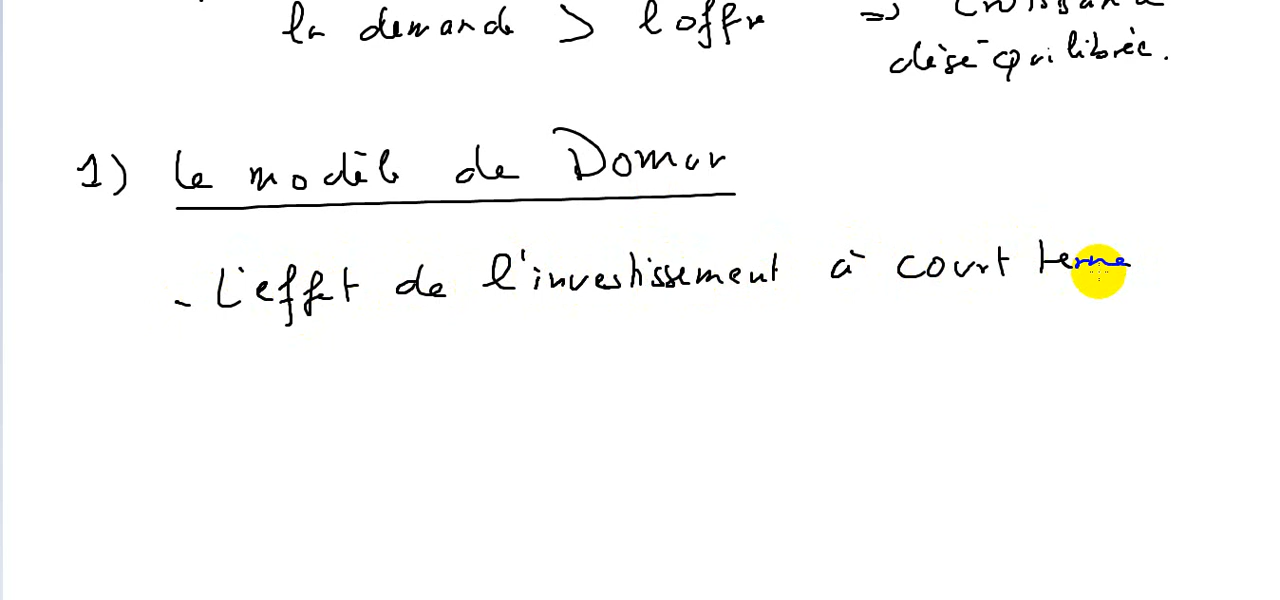 la demande > l'offre => Croissance
déséquilibrée.
1) Le modèle de Domar
- L'effet de l'investissement à court terme